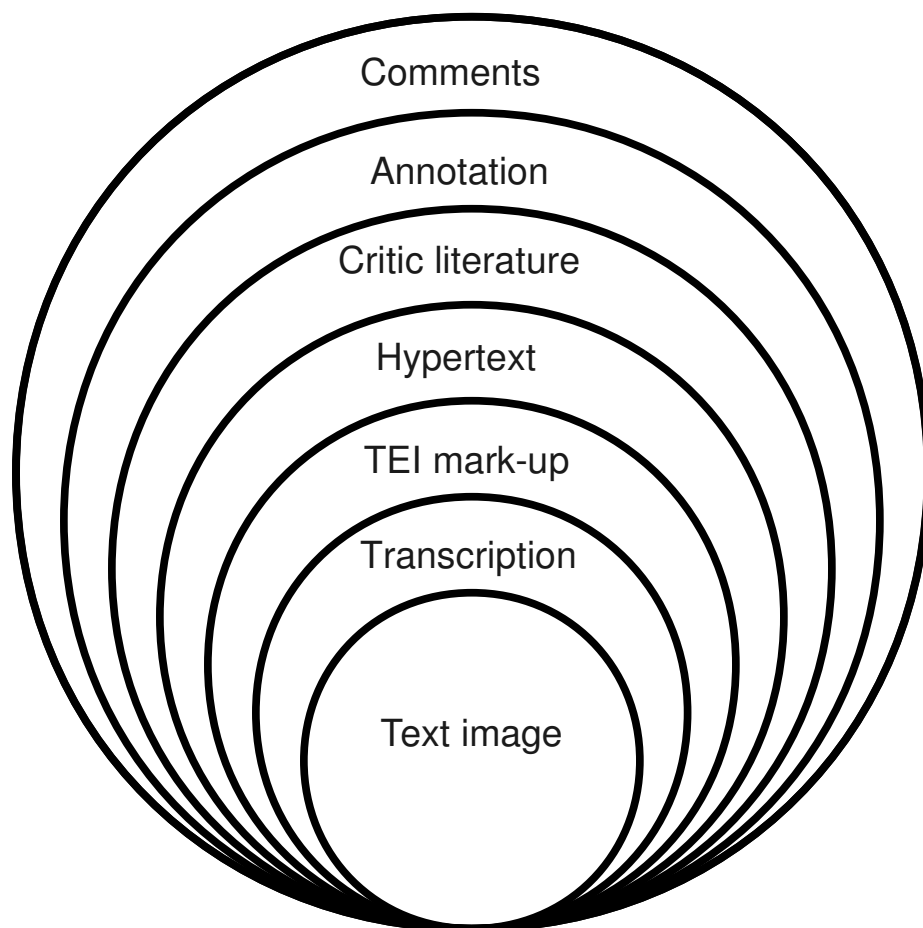 Comments
Annotation
Critic literature
Hypertext
TEI mark-up
Transcription
Text image